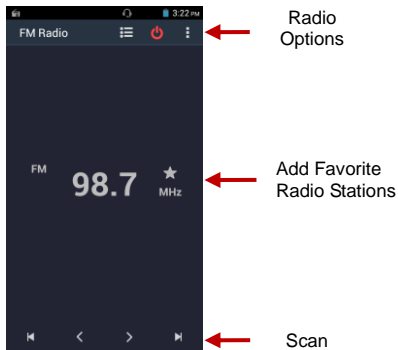 3:22 PM
FM Radio
Radio
Options
FM
98.7
MHz
Add Favorite
Radio Stations
Scan